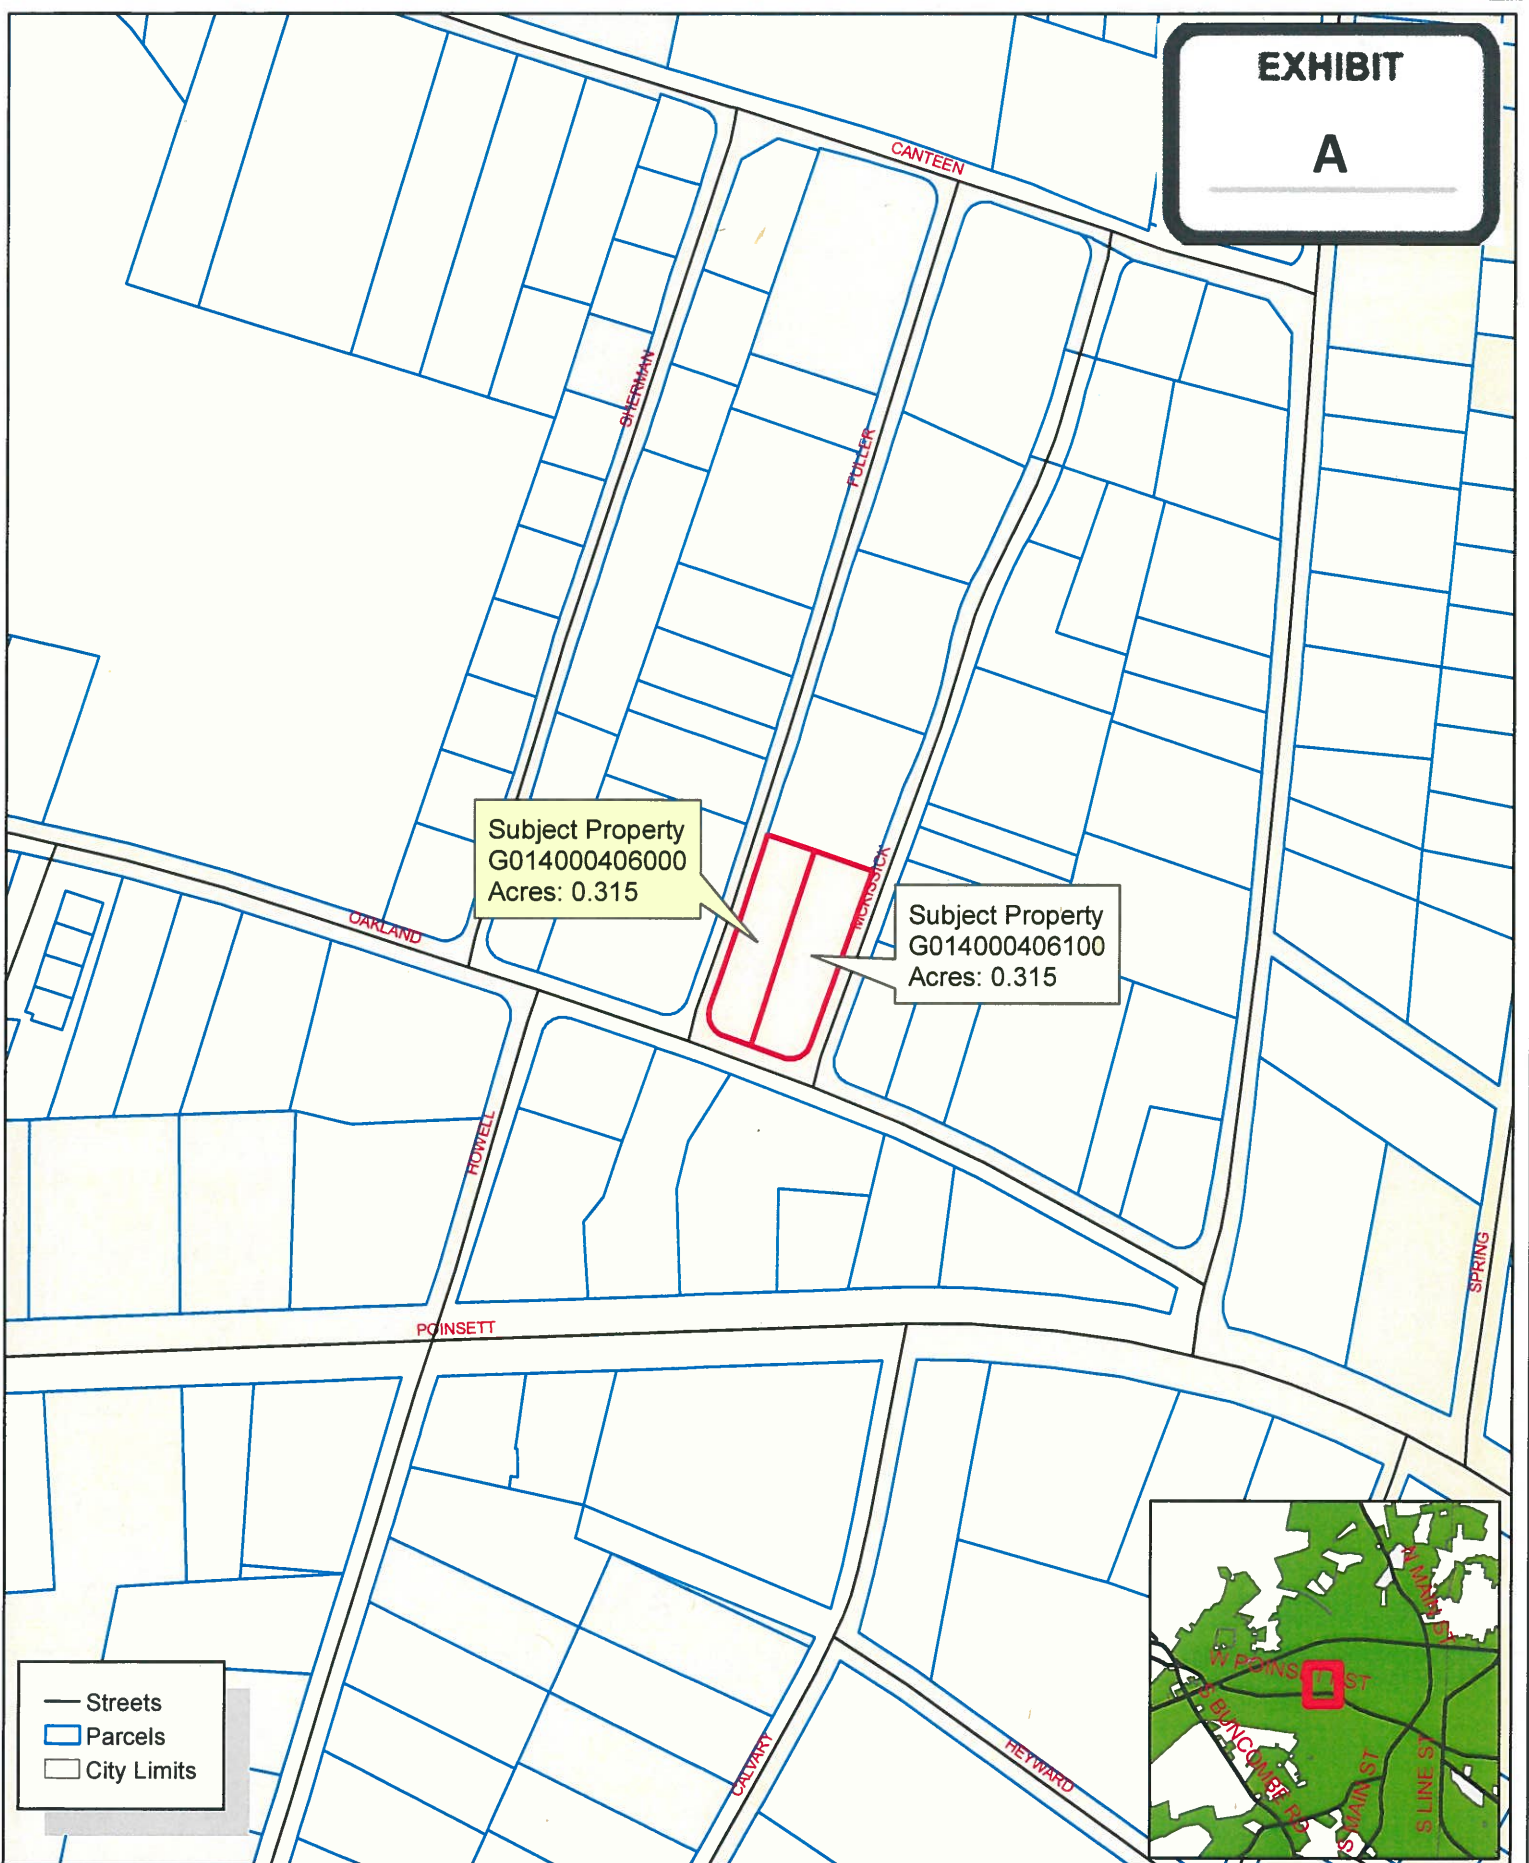 EXHIBIT
A
CANTEEN
SHERMAN
FULLER
Subject Property
G014000406000
Acres: 0.315
MCKISSICK
Subject Property
G014000406100
Acres: 0.315
OAKLAND
HOWELL
SPRING
POINSETT
N MAIN ST
W POINSETT ST
S BUNCOMBE RD
S MAIN ST
S LINE ST
Streets
Parcels
City Limits
CALVARY
HEYWARD